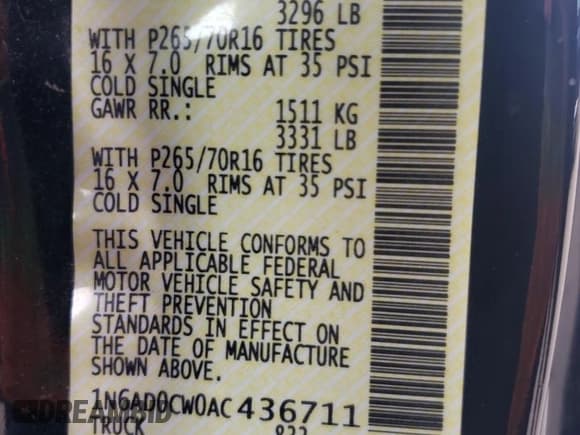 3296 LB
WITH P265/70R16 TIRES
16 X 7.0 RIMS AT 35 PSI
COLD SINGLE
GAWR RR.: 1511 KG
3331 LB
WITH P265/70R16 TIRES
16 X 7.0 RIMS AT 35 PSI
COLD SINGLE
THIS VEHICLE CONFORMS TO
ALL APPLICABLE FEDERAL
MOTOR VEHICLE SAFETY AND
THEFT PREVENTION
STANDARDS IN EFFECT ON
THE DATE OF MANUFACTURE
SHOWN ABOVE.
1N6AD0CW0AC436711
TRUCK 822
DREAMBID